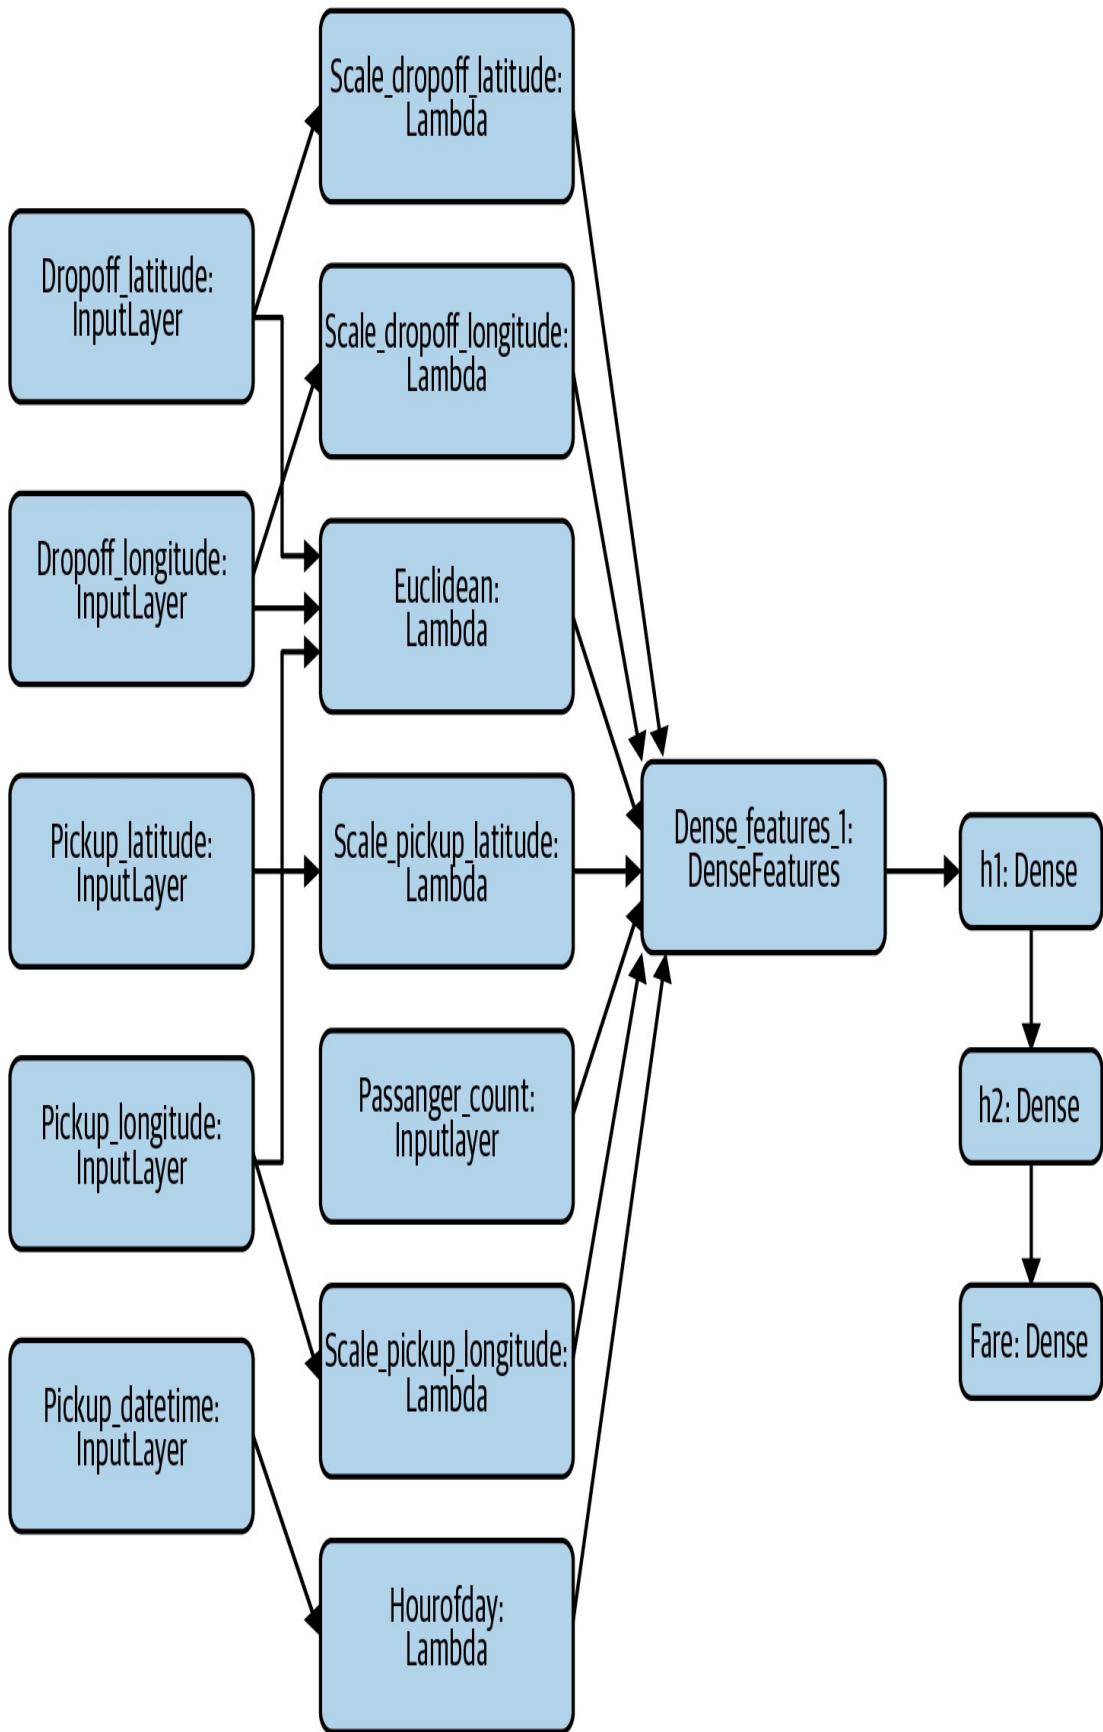 Scale_dropoff_latitude:
Lambda
Dropoff_latitude:
InputLayer
Scale_dropoff_longitude:
Lambda
Dropoff_longitude:
InputLayer
Euclidean:
Lambda
Pickup_latitude:
InputLayer
Scale_pickup_latitude:
Lambda
Dense_features_1:
DenseFeatures
h1: Dense
Pickup_longitude:
InputLayer
Passanger_count:
Inputlayer
h2: Dense
Scale_pickup_longitude:
Lambda
Fare: Dense
Pickup_datetime:
InputLayer
Hourofday:
Lambda